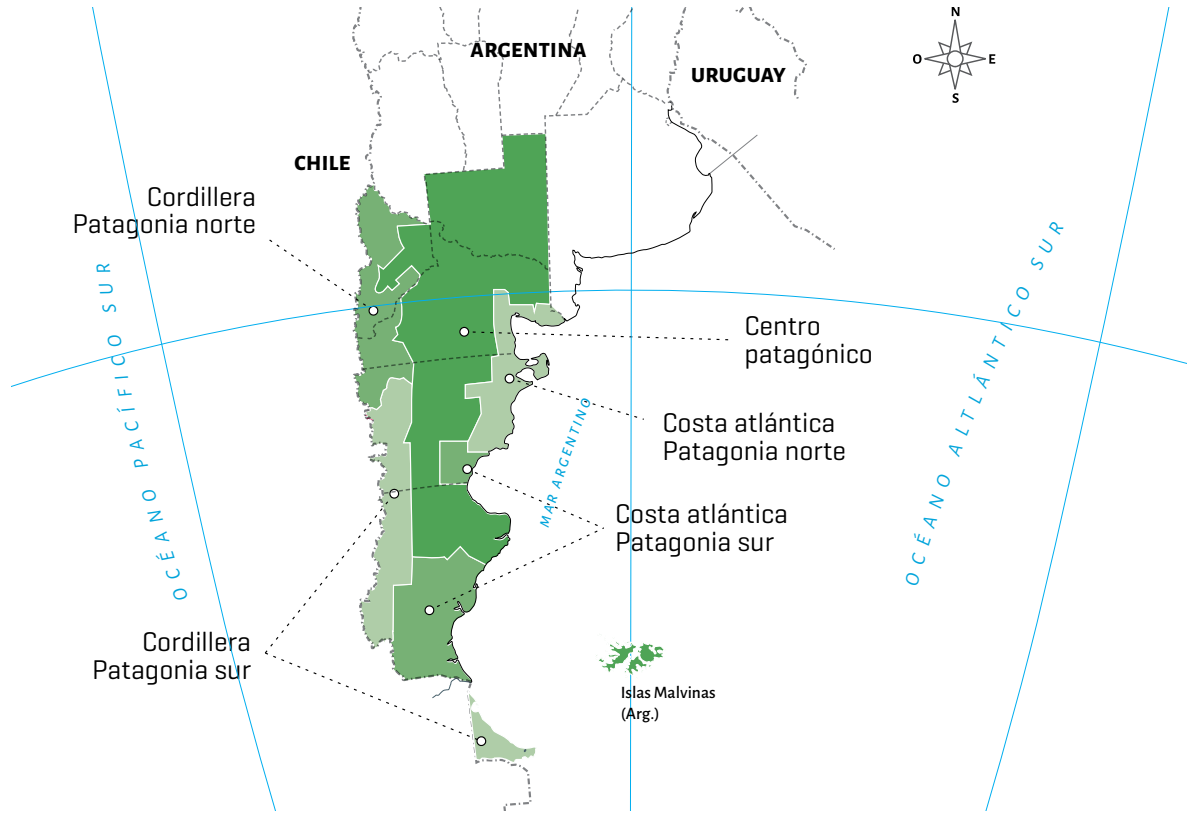 N
ARGENTINA
O
E
URUGUAY
S
CHILE
Cordillera
Patagonia norte
OCÉANO PACÍFICO SUR
OCÉANO ALTLÁNTICO SUR
Centro
patagónico
MAR ARGENTINO
Costa atlántica
Patagonia norte
Costa atlántica
Patagonia sur
Cordillera
Patagonia sur
Islas Malvinas
(Arg.)